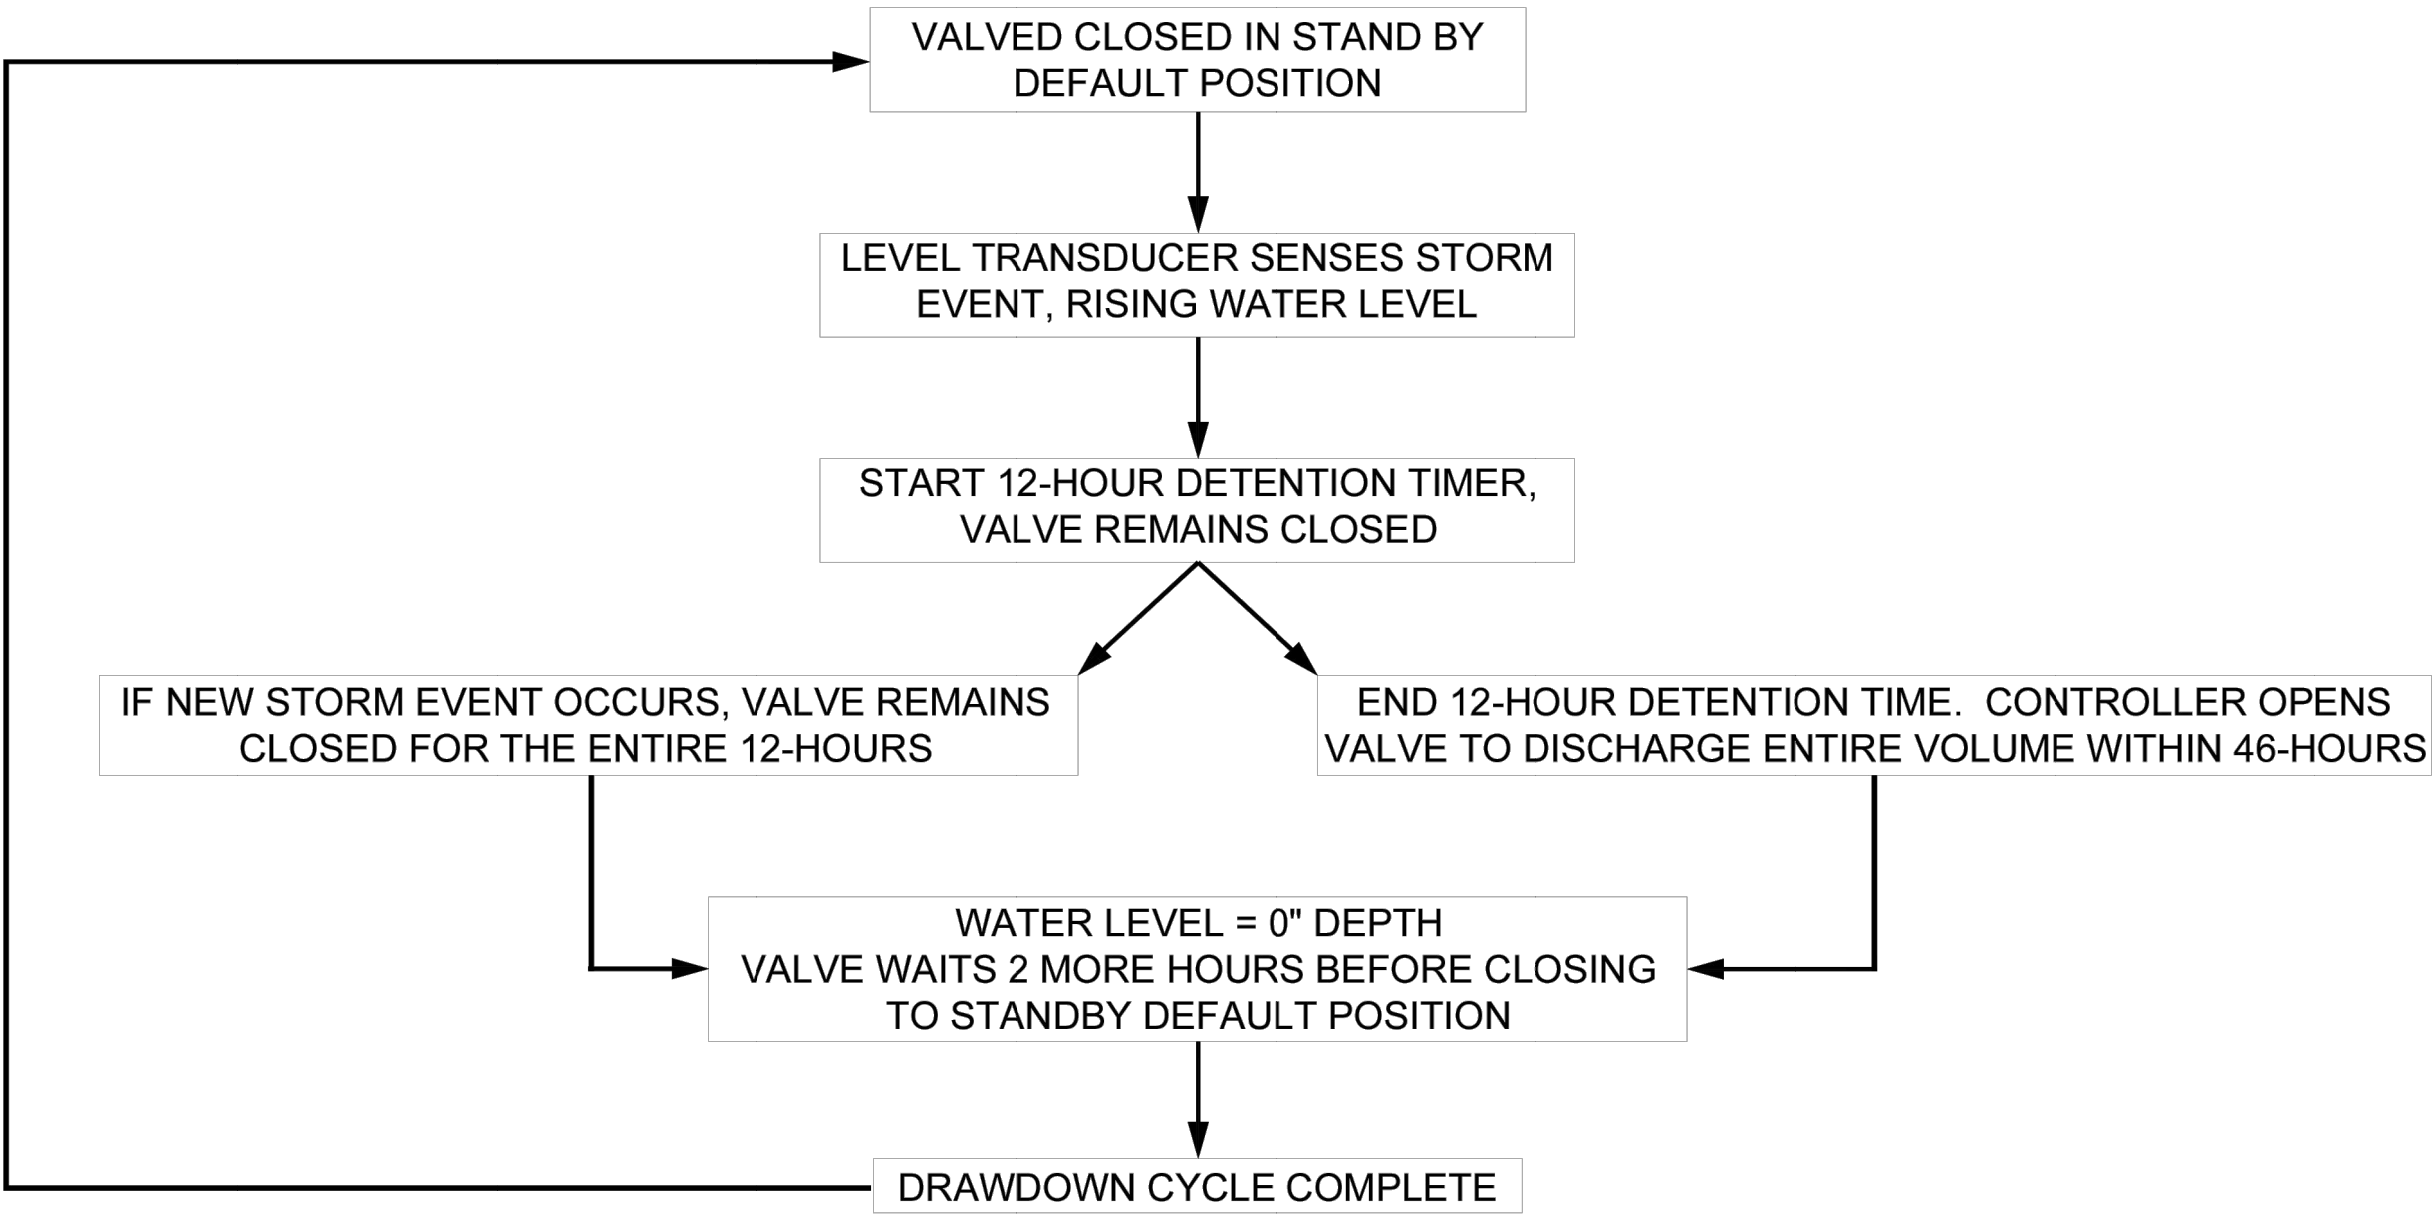 VALVED CLOSED IN STAND BY
DEFAULT POSITION
LEVEL TRANSDUCER SENSES STORM
EVENT, RISING WATER LEVEL
START 12-HOUR DETENTION TIMER,
VALVE REMAINS CLOSED
IF NEW STORM EVENT OCCURS, VALVE REMAINS
CLOSED FOR THE ENTIRE 12-HOURS
END 12-HOUR DETENTION TIME.  CONTROLLER OPENS
VALVE TO DISCHARGE ENTIRE VOLUME WITHIN 46-HOURS
WATER LEVEL = 0" DEPTH
VALVE WAITS 2 MORE HOURS BEFORE CLOSING
TO STANDBY DEFAULT POSITION
DRAWDOWN CYCLE COMPLETE